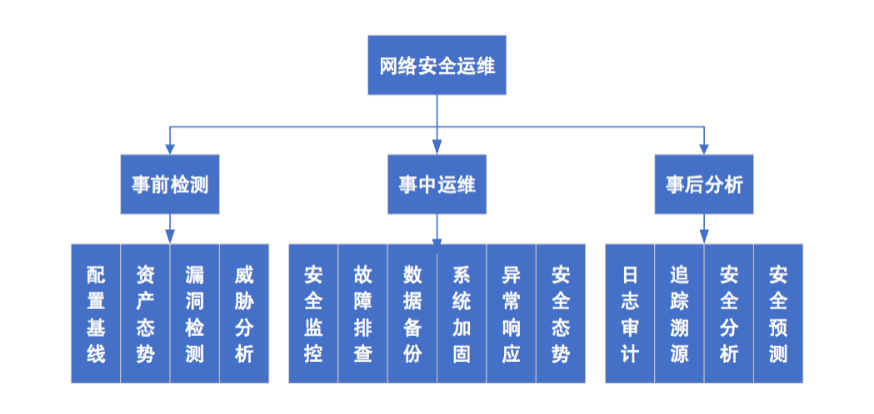 网络安全运维
事前检测
事中运维
事后分析
配置基线
资产态势
漏洞检测
威胁分析
安全监控
故障排查
数据备份
系统加固
异常响应
安全态势
日志审计
追踪溯源
安全分析
安全预测